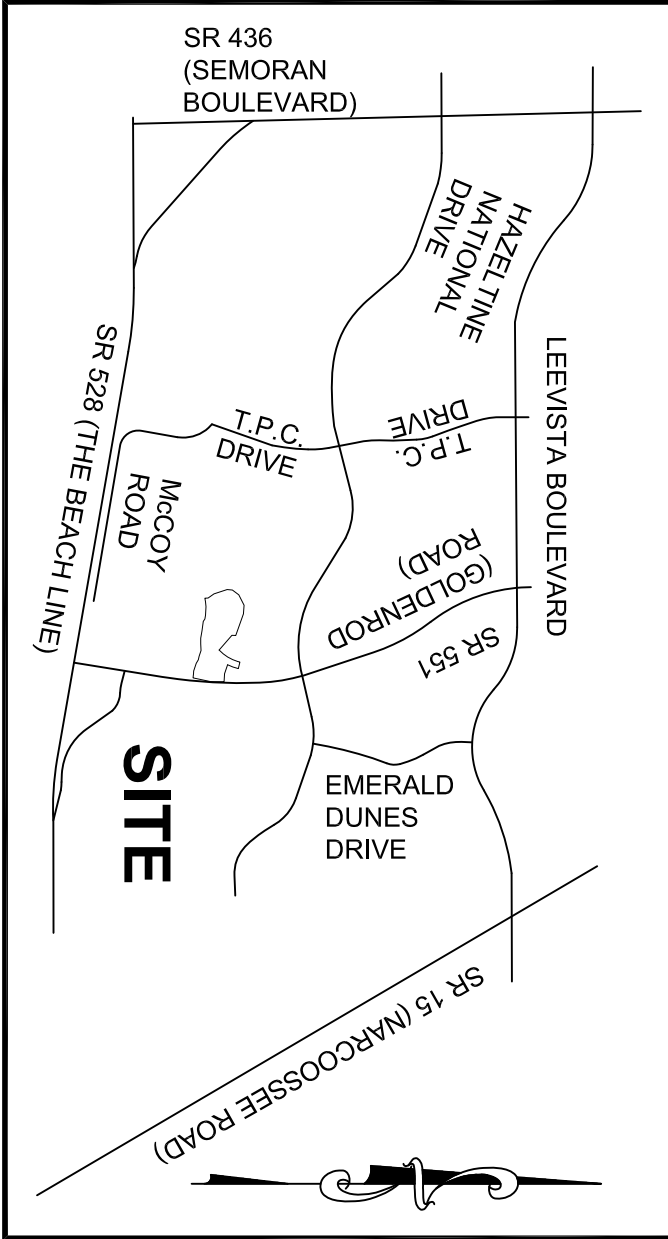 SR 436
(SEMORAN
BOULEVARD)
HAZELTINE
NATIONAL
DRIVE
LEEVISTA BOULEVARD
SR 528 (THE BEACH LINE)
T.P.C.
DRIVE
T.P.C.
DRIVE
McCOY
ROAD
SR 551
(GOLDENROD
ROAD)
SITE
EMERALD
DUNES
DRIVE
SR 15 (NARCOOSSEE ROAD)
N